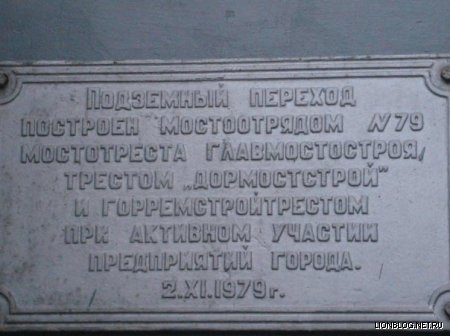 Подземный переход
построен Мостоотрядом №79
Мостотреста Главмостостроя,
трестом „Дормостстрой"
и Горремстройтрестом
при активном участии
предприятий города.
2.XI.1979г.
LIONBLOG.NET.RU